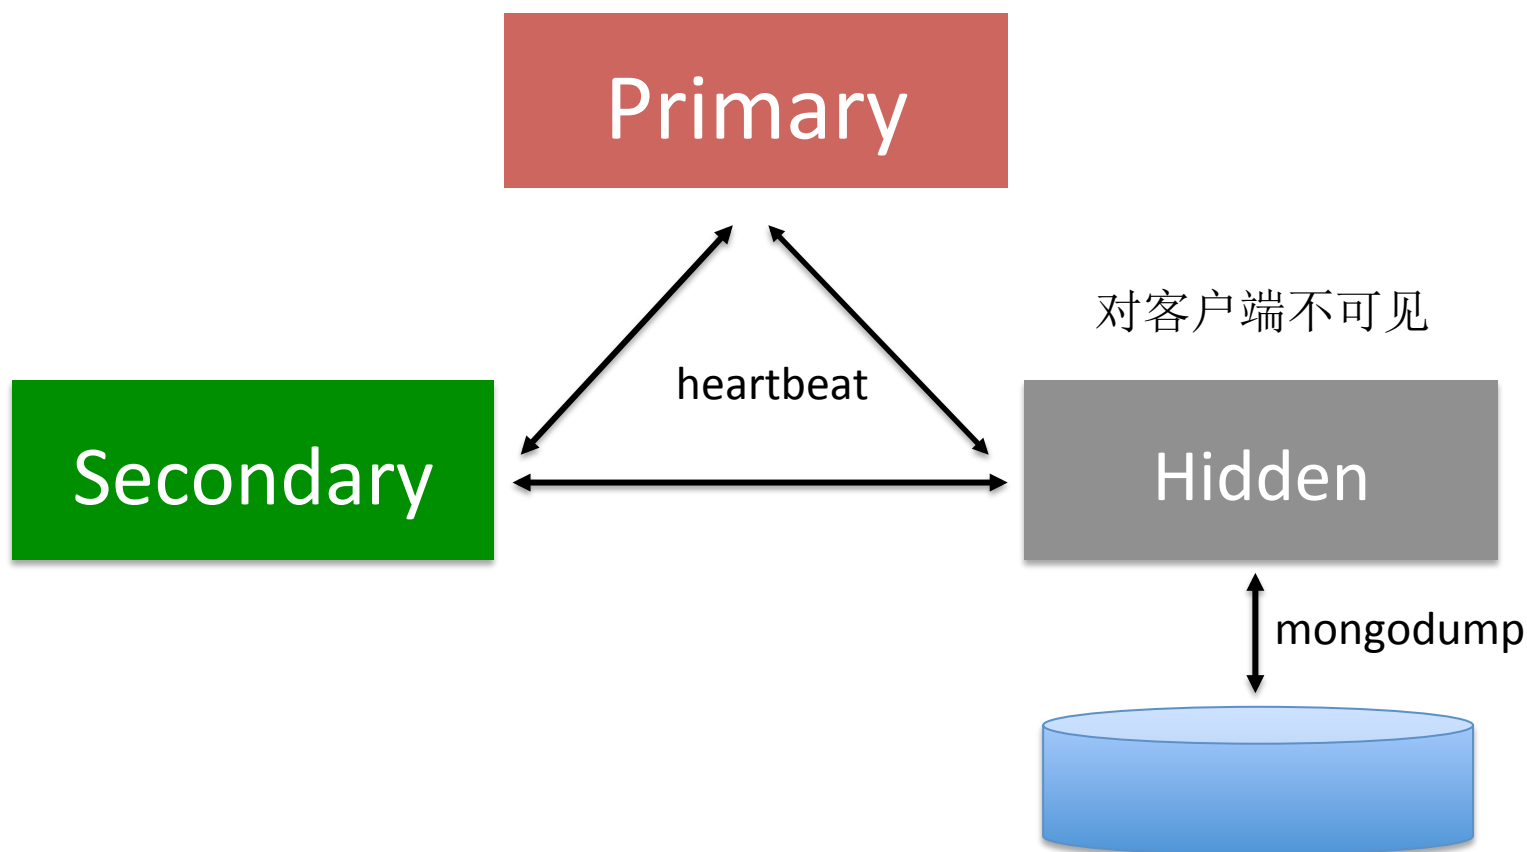 Primary
对客户端不可见
heartbeat
Secondary
Hidden
mongodump